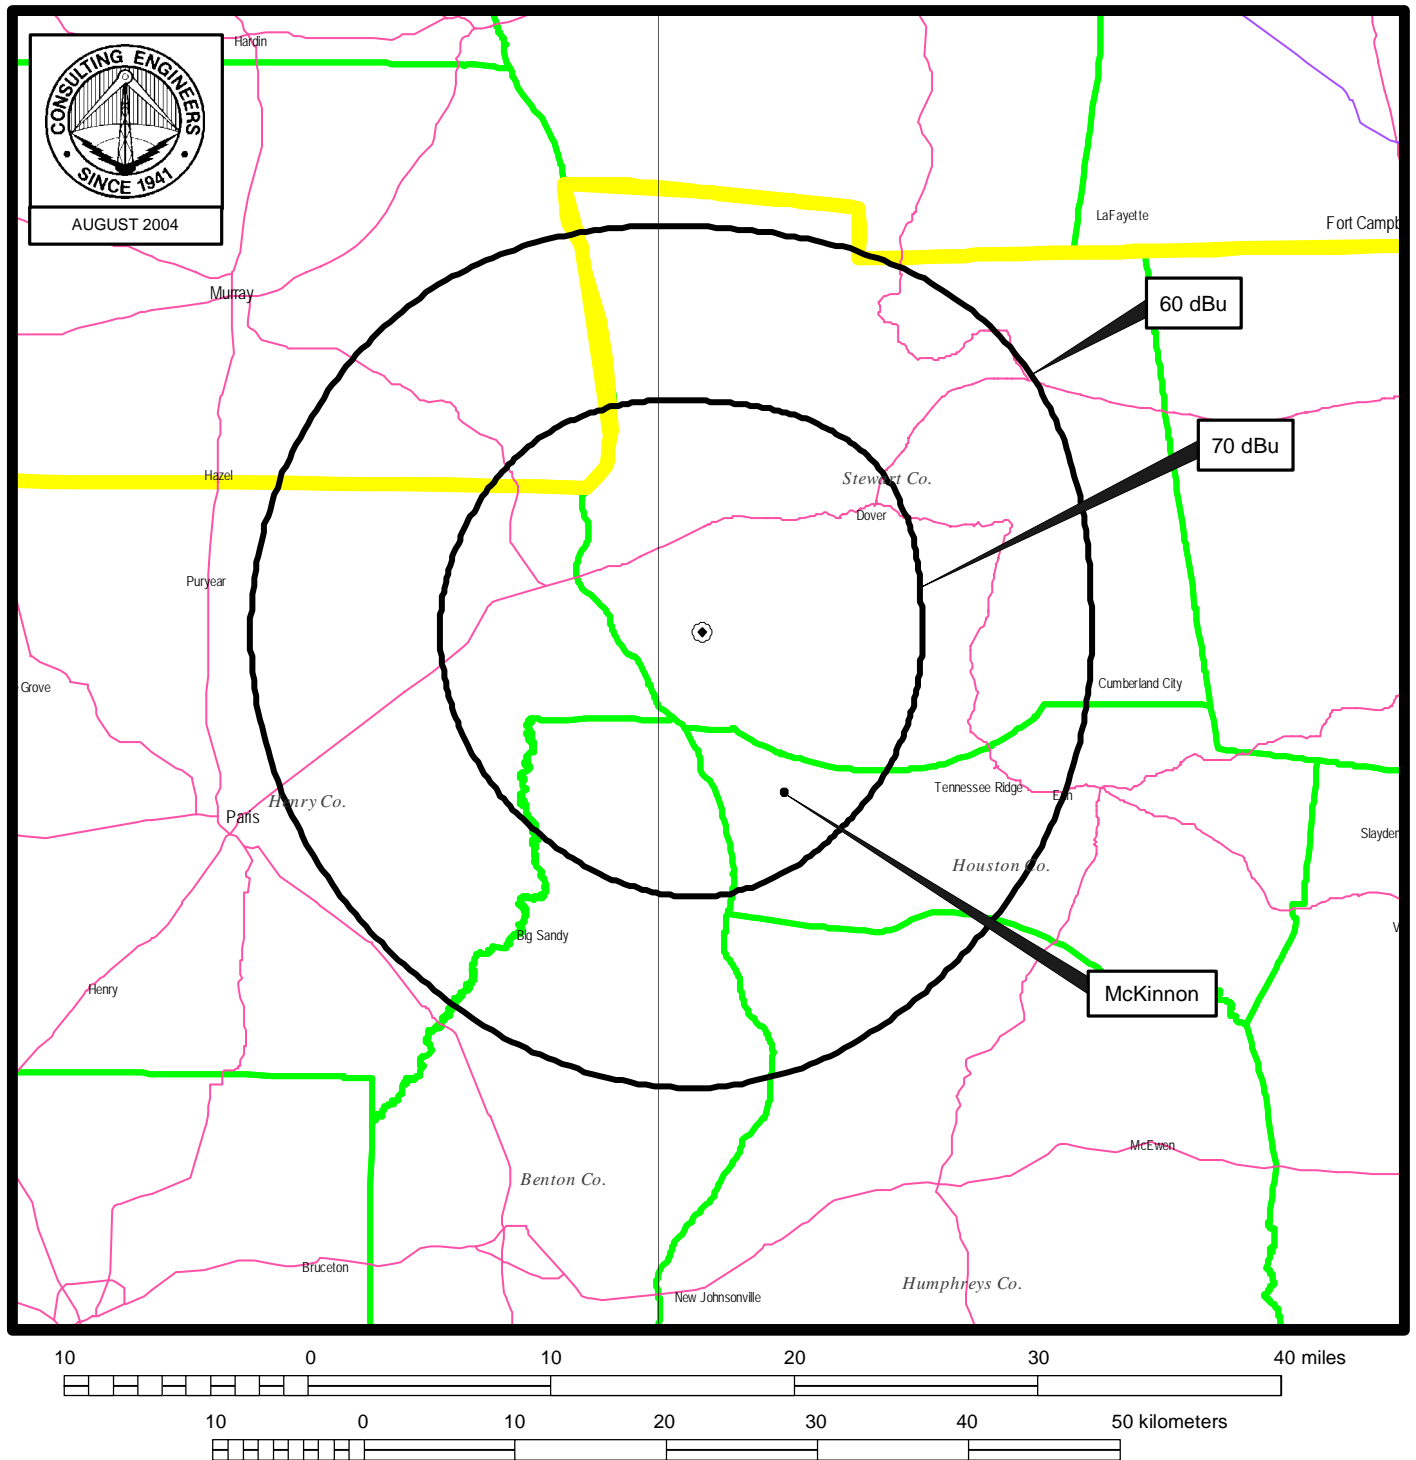 Hardin
CONSULTING ENGINEERS
SINCE 1941
AUGUST 2004
LaFayette
Fort Campb
Murray
60 dBu
70 dBu
Hazel
Stewart Co.
Dover
Puryear
Grove
Cumberland City
Tennessee Ridge
Erin
Henry Co.
Paris
Slayden
Houston Co.
V
Big Sandy
Henry
McKinnon
McEwen
Benton Co.
Bruceton
Humphreys Co.
New Johnsonville
10 0 10 20 30 40 miles
10 0 10 20 30 40 50 kilometers